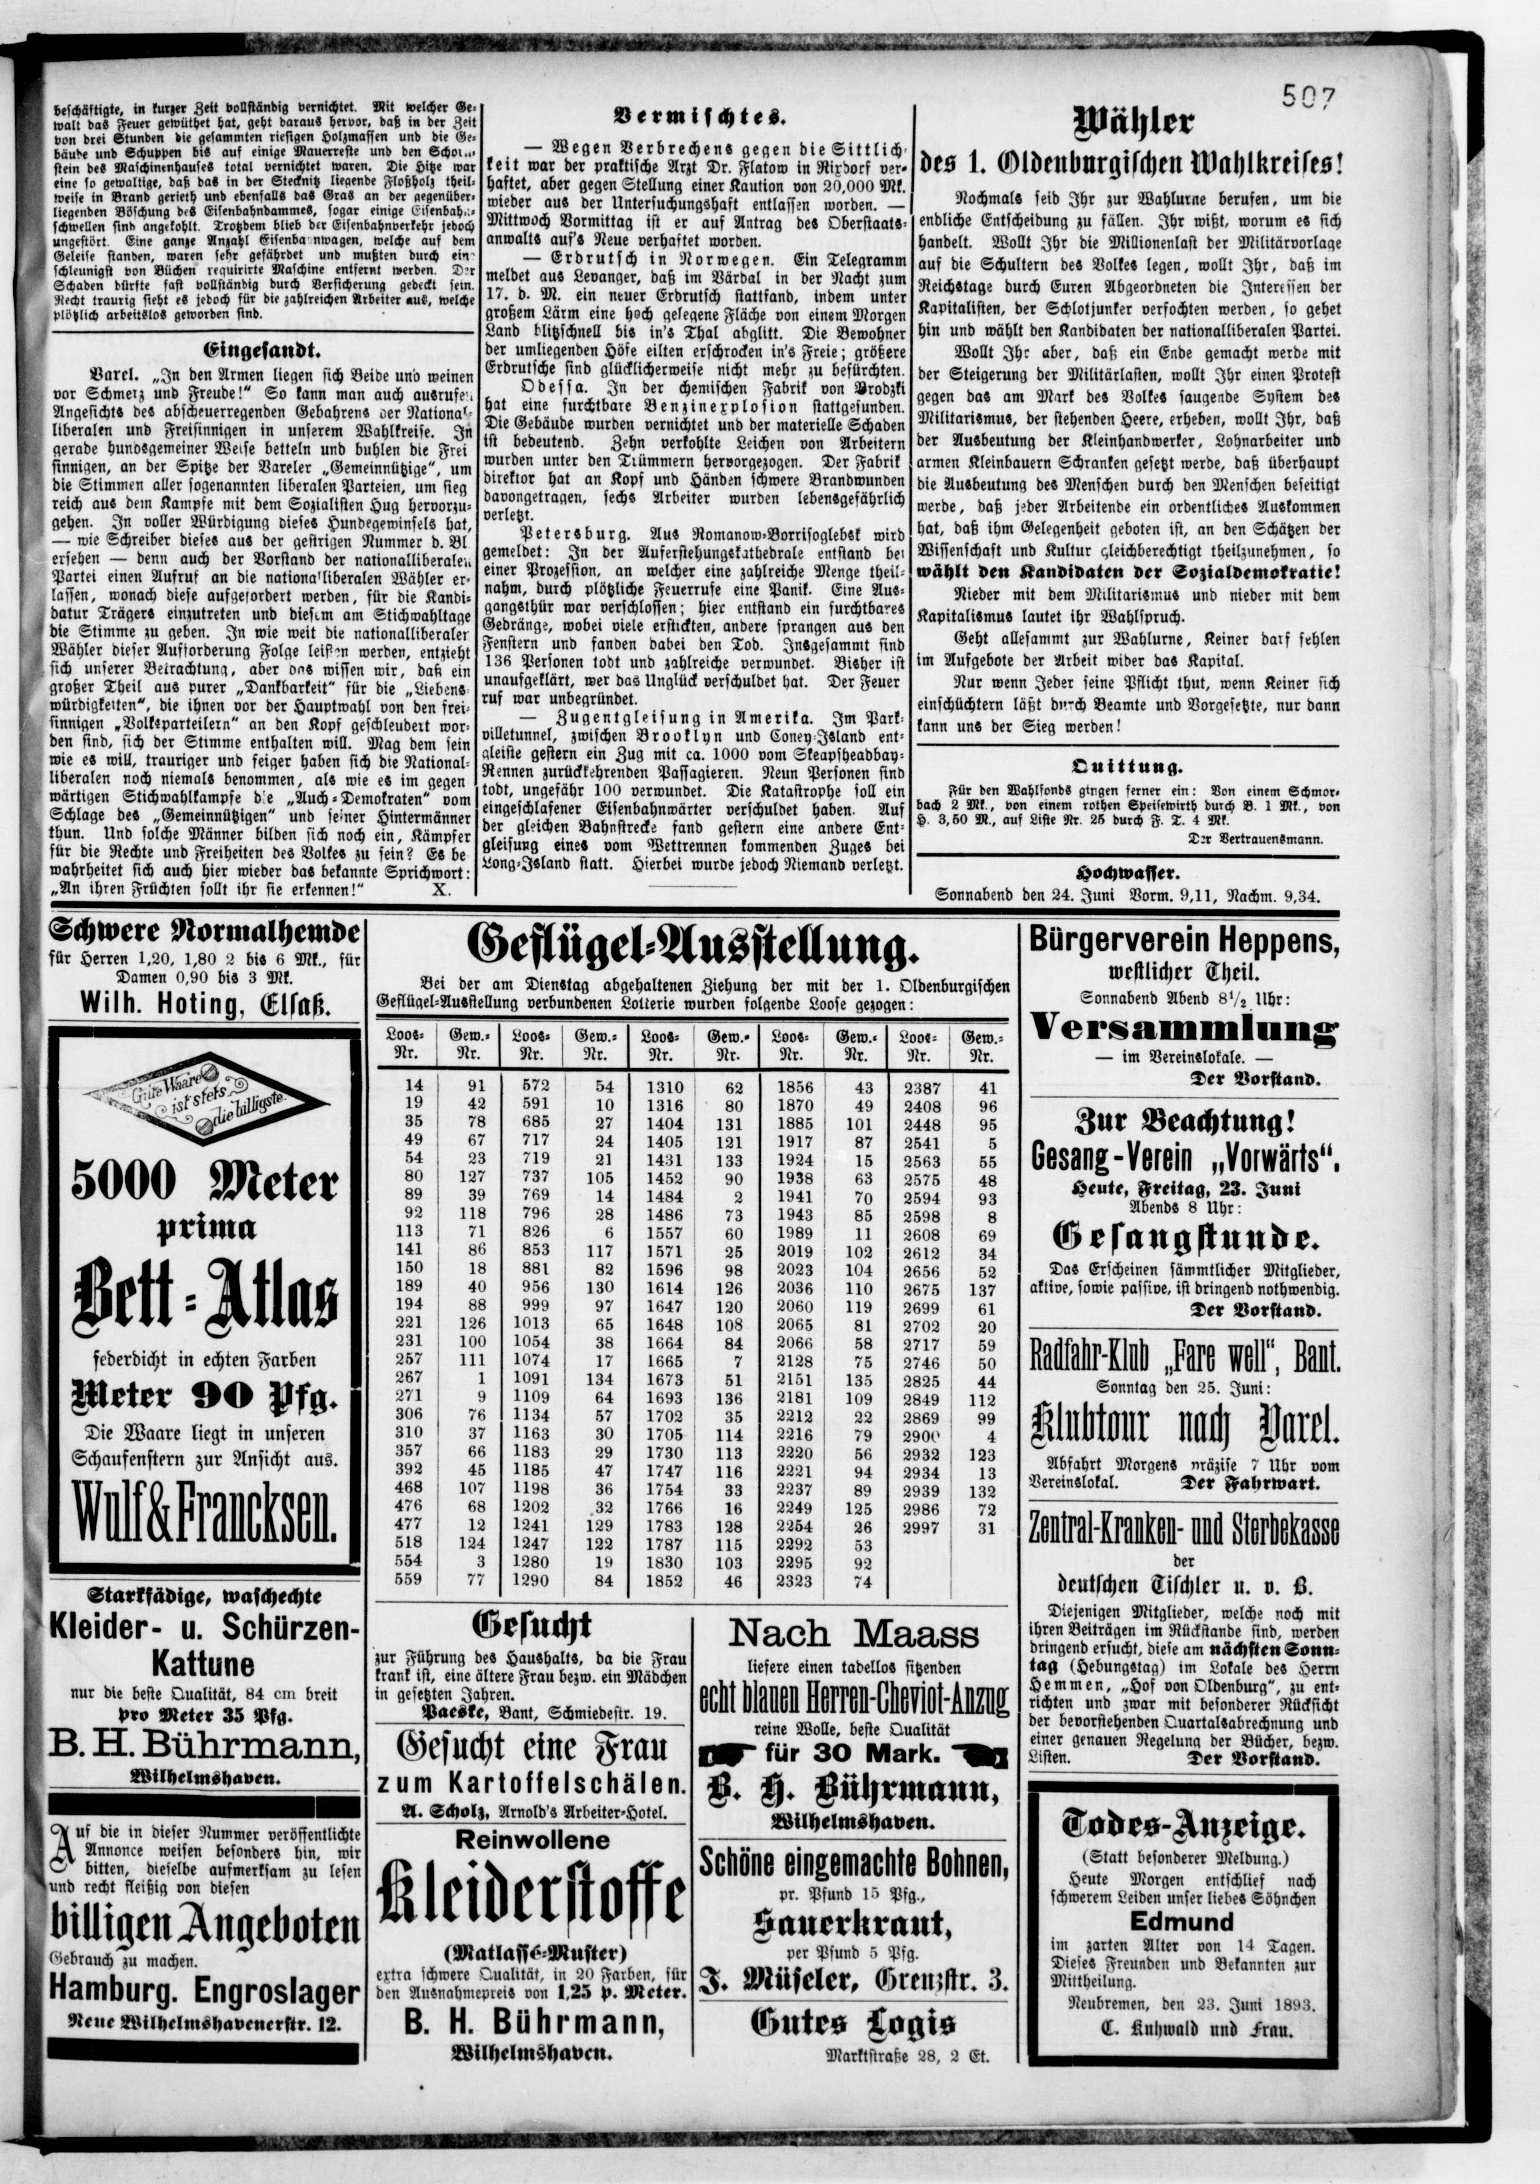 507
beschäftigte, in kurzer Zeit vollständig vernichtet. Mit welcher Ge-
walt das Feuer gewüthet hat, geht daraus hervor, daß in der Zeit
von drei Stunden die gesammten riesigen Holzmassen und die Ge-
bäude und Schuppen bis auf einige Mauerreste und den Schorn-
stein des Maschinenhauses total vernichtet waren. Die Hitze war
eine so gewaltige, daß das in der Stecknitz liegende Floßholz theil-
weise in Brand gerieth und ebenfalls das Gras an der gegenüber-
liegenden Böschung des Eisenbahndammes, sogar einige Eisenbahn-
schwellen sind angekohlt. Trotzdem blieb der Eisenbahnverkehr jedoch
ungestört. Eine ganze Anzahl Eisenbahnwagen, welche auf dem
Geleise standen, waren sehr gefährdet und mußten durch ein
schleunigst von Büchen requirirte Maschine entfernt werden. Der
Schaden dürfte fast vollständig durch Versicherung gedeckt sein.
Recht traurig sieht es jedoch für die zahlreichen Arbeiter aus, welche
plötzlich arbeitslos geworden sind.
Eingesandt.
Varel. „In den Armen liegen sich Beide und weinen
vor Schmerz und Freude!“ So kann man auch ausrufen
Angesichts des abscheuerregenden Gebahrens der National-
liberalen und Freisinnigen in unserem Wahlkreise. In
gerade hundsgemeiner Weise betteln und buhlen die Frei
sinnigen, an der Spitze der Vareler „Gemeinnützige“, um
die Stimmen aller sogenannten liberalen Parteien, um sieg
reich aus dem Kampfe mit dem Sozialisten Hug hervorzu-
gehen. In voller Würdigung dieses Hundegewinsels hat,
— wie Schreiber dieses aus der gestrigen Nummer d. Bl
ersehen — denn auch der Vorstand der nationalliberalen
Partei einen Aufruf an die nationalliberalen Wähler er-
lassen, wonach diese aufgefordert werden, für die Kandi-
datur Trägers einzutreten und diesem am Stichwahltage
die Stimme zu geben. In wie weit die nationalliberaler
Wähler dieser Aufforderung Folge leisten werden, entzieht
sich unserer Betrachtung, aber das wissen wir, daß ein
großer Theil aus purer „Dankbarkeit“ für die „Liebens-
würdigkeiten“, die ihnen vor der Hauptwahl von den frei-
sinnigen „Volksparteilern“ an den Kopf geschleudert wor-
den sind, sich der Stimme enthalten will. Mag dem sein
wie es will, trauriger und feiger haben sich die National-
liberalen noch niemals benommen, als wie es im gegen
wärtigen Stichwahlkampfe die „Auch-Demokraten“ vom
Schlage des „Gemeinnützigen“ und seiner Hintermänner
thun. Und solche Männer bilden sich noch ein, Kämpfer
für die Rechte und Freiheiten des Volkes zu sein? Es be
wahrheitet sich auch hier wieder das bekannte Sprichwort:
„An ihren Früchten sollt ihr sie erkennen!“ X.
Vermischtes.
— Wegen Verbrechens gegen die Sittlich-
keit war der praktische Arzt Dr. Flatow in Rixdorf ver-
haftet, aber gegen Stellung einer Kaution von 20,000 Mk.
wieder aus der Untersuchungshaft entlassen worden. —
Mittwoch Vormittag ist er auf Antrag des Oberstaats-
anwalts auf's Neue verhaftet worden.
— Erdrutsch in Norwegen. Ein Telegramm
meldet aus Levanger, daß im Värdal in der Nacht zum
17. d. M. ein neuer Erdrutsch stattfand, indem unter
großem Lärm eine hoch gelegene Fläche von einem Morgen
Land blitzschnell bis in's Thal abglitt. Die Bewohner
der umliegenden Höfe eilten erschrocken in's Freie; größere
Erdrutsche sind glücklicherweise nicht mehr zu befürchten.
Odessa. In der chemischen Fabrik von Brodzki
hat eine furchtbare Benzinexplosion stattgefunden.
Die Gebäude wurden vernichtet und der materielle Schaden
ist bedeutend. Zehn verkohlte Leichen von Arbeitern
wurden unter den Trümmern hervorgezogen. Der Fabrik
direktor hat an Kopf und Händen schwere Brandwunden
davongetragen, sechs Arbeiter wurden lebensgefährlich
verletzt.
Petersburg. Aus Romanow-Borrisoglebsk wird
gemeldet: In der Auferstehungskathedrale entstand bei
einer Prozession, an welcher eine zahlreiche Menge theil-
nahm, durch plötzliche Feuerrufe eine Panik. Eine Aus-
gangsthür war verschlossen; hier entstand ein furchtbares
Gedränge, wobei viele erstickten, andere sprangen aus den
Fenstern und fanden dabei den Tod. Insgesammt sind
136 Personen todt und zahlreiche verwundet. Bisher ist
unaufgeklärt, wer das Unglück verschuldet hat. Der Feuer
ruf war unbegründet.
— Zugentgleisung in Amerika. Im Park-
villetunnel, zwischen Brooklyn und Coney-Island ent-
gleiste gestern ein Zug mit ca. 1000 vom Skeapsheadbay-
Rennen zurückkehrenden Passagieren. Neun Personen sind
todt, ungefähr 100 verwundet. Die Katastrophe soll ein
eingeschlafener Eisenbahnwärter verschuldet haben. Auf
der gleichen Bahnstrecke fand gestern eine andere Ent-
gleisung eines vom Wettrennen kommenden Zuges bei
Long-Island statt. Hierbei wurde jedoch Niemand verletzt.
Wähler
des 1. Oldenburgischen Wahlkreises!
Nochmals seid Ihr zur Wahlurne berufen, um die
endliche Entscheidung zu fällen. Ihr wißt, worum es sich
handelt. Wollt Ihr die Millionenlast der Militärvorlage
auf die Schultern des Volkes legen, wollt Ihr, daß im
Reichstage durch Euren Abgeordneten die Interessen der
Kapitalisten, der Schlotjunker verfochten werden, so gehet
hin und wählt den Kandidaten der nationalliberalen Partei.
Wollt Ihr aber, daß ein Ende gemacht werde mit
der Steigerung der Militärlasten, wollt Ihr einen Protest
gegen das am Mark des Volkes saugende System des
Militarismus, der stehenden Heere, erheben, wollt Ihr, daß
der Ausbeutung der Kleinhandwerker, Lohnarbeiter und
armen Kleinbauern Schranken gesetzt werde, daß überhaupt
die Ausbeutung des Menschen durch den Menschen beseitigt
werde, daß jeder Arbeitende ein ordentliches Auskommen
hat, daß ihm Gelegenheit geboten ist, an den Schätzen der
Wissenschaft und Kultur gleichberechtigt theilzunehmen, so
wählt den Kandidaten der Sozialdemokratie!
Nieder mit dem Militarismus und nieder mit dem
Kapitalismus lautet ihr Wahlspruch.
Geht allesammt zur Wahlurne, Keiner darf fehlen
im Aufgebote der Arbeit wider das Kapital.
Nur wenn Jeder seine Pflicht thut, wenn Keiner sich
einschüchtern läßt durch Beamte und Vorgesetzte, nur dann
kann uns der Sieg werden!
Quittung.
Für den Wahlfonds gingen ferner ein: Von einem Schmor-
bach 2 Mk., von einem rothen Speisewirth durch B. 1 Mk., von
H. 3,50 M., auf Liste Nr. 25 durch F. T. 4 Mk.
Der Vertrauensmann.
Hochwasser.
Sonnabend den 24. Juni Vorm. 9,11, Nachm. 9,34.
Schwere Normalhemde
für Herren 1,20, 1,80 2 bis 6 Mk., für
Damen 0,90 bis 3 Mk.
Wilh. Hoting, Elsaß.
Gute Waare
ist stets
die billigste.
5000 Meter
prima
Bett-Atlas
federdicht in echten Farben
Meter 90 Pfg.
Die Waare liegt in unseren
Schaufenstern zur Ansicht aus.
Wulf & Francksen.
Starkfädige, waschechte
Kleider- u. Schürzen-
Kattune
nur die beste Qualität, 84 cm breit
pro Meter 35 Pfg.
B. H. Bührmann,
Wilhelmshaven.
Auf die in dieser Nummer veröffentlichte
Annonce weisen besonders hin, wir
bitten, dieselbe aufmerksam zu lesen
und recht fleißig von diesen
billigen Angeboten
Gebrauch zu machen.
Hamburg. Engroslager
Neue Wilhelmshavenerstr. 12.
Geflügel-Ausstellung.
Bei der am Dienstag abgehaltenen Ziehung der mit der 1. Oldenburgischen
Geflügel-Ausstellung verbundenen Lotterie wurden folgende Loose gezogen:
Loos- Gew.- Loos- Gew.- Loos- Gew.- Loos- Gew.- Loos- Gew.-
Nr. Nr. Nr. Nr. Nr. Nr. Nr. Nr. Nr. Nr.
14 91 572 54 1310 62 1856 43 2387 41
19 42 591 10 1316 80 1870 49 2408 96
35 78 685 27 1404 131 1885 101 2448 95
49 67 717 24 1405 121 1917 87 2541 5
54 23 719 21 1431 133 1924 15 2563 55
80 127 737 105 1452 90 1938 63 2575 48
89 39 769 14 1484 2 1941 70 2594 93
92 118 796 28 1486 73 1943 85 2598 8
113 71 826 6 1557 60 1989 11 2608 69
141 86 853 117 1571 25 2019 102 2612 34
150 18 881 82 1596 98 2023 104 2656 52
189 40 956 130 1614 126 2036 110 2675 137
194 88 999 97 1647 120 2060 119 2699 61
221 126 1013 65 1648 108 2065 81 2702 20
231 100 1054 38 1664 84 2066 58 2717 59
257 111 1074 17 1665 7 2128 75 2746 50
267 1 1091 134 1673 51 2151 135 2825 44
271 9 1109 64 1693 136 2181 109 2849 112
306 76 1134 57 1702 35 2212 22 2869 99
310 37 1163 30 1705 114 2216 79 2900 4
357 66 1183 29 1730 113 2220 56 2932 123
392 45 1185 47 1747 116 2221 94 2934 13
468 107 1198 36 1754 33 2237 89 2939 132
476 68 1202 32 1766 16 2249 125 2986 72
477 12 1241 129 1783 128 2254 26 2997 31
518 124 1247 122 1787 115 2292 53
554 3 1280 19 1830 103 2295 92
559 77 1290 84 1852 46 2323 74
Gesucht
zur Führung des Haushalts, da die Frau
krank ist, eine ältere Frau bezw. ein Mädchen
in gesetzten Jahren.
Paeske, Bant, Schmiedestr. 19.
Gesucht eine Frau
zum Kartoffelschälen.
A. Scholz, Arnold's Arbeiter-Hotel.
Reinwollene
Kleiderstoffe
(Matlassé-Muster)
extra schwere Qualität, in 20 Farben, für
den Ausnahmepreis von 1,25 p. Meter.
B. H. Bührmann,
Wilhelmshaven.
Nach Maass
liefere einen tadellos sitzenden
echt blauen Herren-Cheviot-Anzug
reine Wolle, beste Qualität
für 30 Mark.
B. H. Bührmann,
Wilhelmshaven.
Schöne eingemachte Bohnen,
pr. Pfund 15 Pfg.,
Sauerkraut,
per Pfund 5 Pfg.
J. Müseler, Grenzstr. 3.
Gutes Logis
Marktstraße 28, 2 Et.
Bürgerverein Heppens,
westlicher Theil.
Sonnabend Abend 8½ Uhr:
Versammlung
— im Vereinslokale. —
Der Vorstand.
Zur Beachtung!
Gesang-Verein „Vorwärts“.
Heute, Freitag, 23. Juni
Abends 8 Uhr:
Gesangstunde.
Das Erscheinen sämmtlicher Mitglieder,
aktive, sowie passive, ist dringend nothwendig.
Der Vorstand.
Radfahr-Klub „Fare well“, Bant.
Sonntag den 25. Juni:
Klubtour nach Varel.
Abfahrt Morgens präzise 7 Uhr vom
Vereinslokal. Der Fahrwart.
Zentral-Kranken- und Sterbekasse
der
deutschen Tischler u. v. B.
Diejenigen Mitglieder, welche noch mit
ihren Beiträgen im Rückstande sind, werden
dringend ersucht, diese am nächsten Sonn-
tag (Hebungstag) im Lokale des Herrn
Hemmen, „Hof von Oldenburg“, zu ent-
richten und zwar mit besonderer Rücksicht
der bevorstehenden Quartalsabrechnung und
einer genauen Regelung der Bücher, bezw.
Listen. Der Vorstand.
Todes-Anzeige.
(Statt besonderer Meldung.)
Heute Morgen entschlief nach
schwerem Leiden unser liebes Söhnchen
Edmund
im zarten Alter von 14 Tagen.
Dieses Freunden und Bekannten zur
Mittheilung.
Neubremen, den 23. Juni 1893.
C. Kuhwald und Frau.